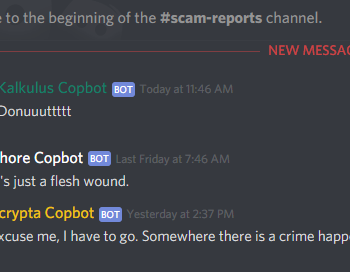 to the beginning of the #scam-reports channel.
NEW MESSA
Kalkulus Copbot BOT Today at 11:46 AM
Donuuuttttt
hore Copbot BOT Last Friday at 7:46 AM
's just a flesh wound.
crypta Copbot BOT Yesterday at 2:37 PM
xcuse me, I have to go. Somewhere there is a crime happ